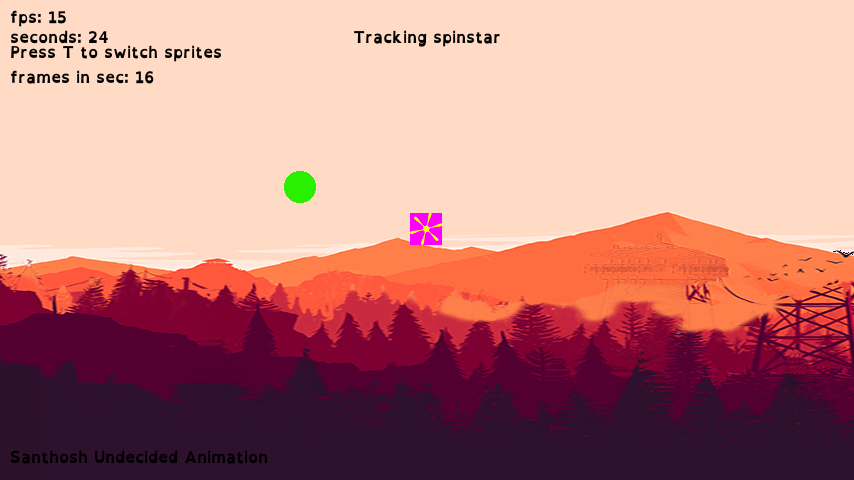 fps: 15
seconds: 24
Tracking spinstar
Press T to switch sprites
frames in sec: 16
Santhosh Undecided Animation